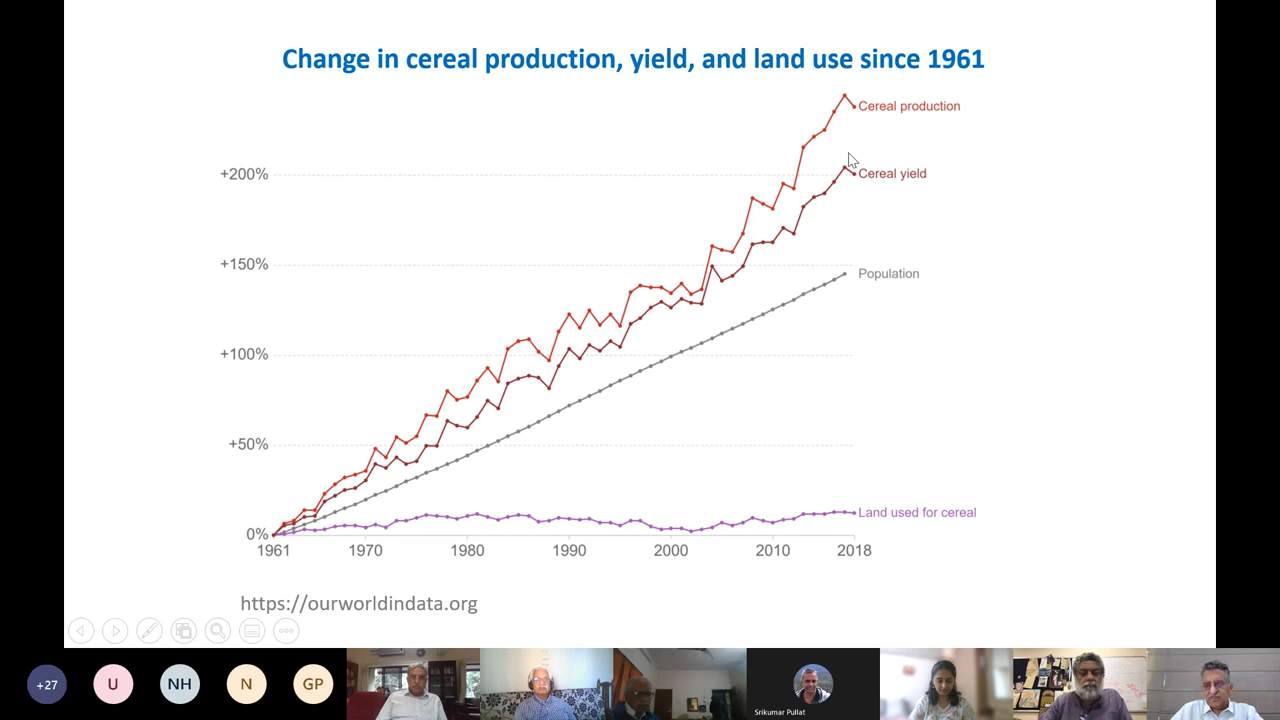 Change in cereal production, yield, and land use since 1961
Cereal production
+200%
Cereal yield
+150%
Population
+100%
+50%
Land used for cereal
0%
1961 1970 1980 1990 2000 2010 2018
https://ourworldindata.org
+27 U NH N GP
Srikumar Pullat